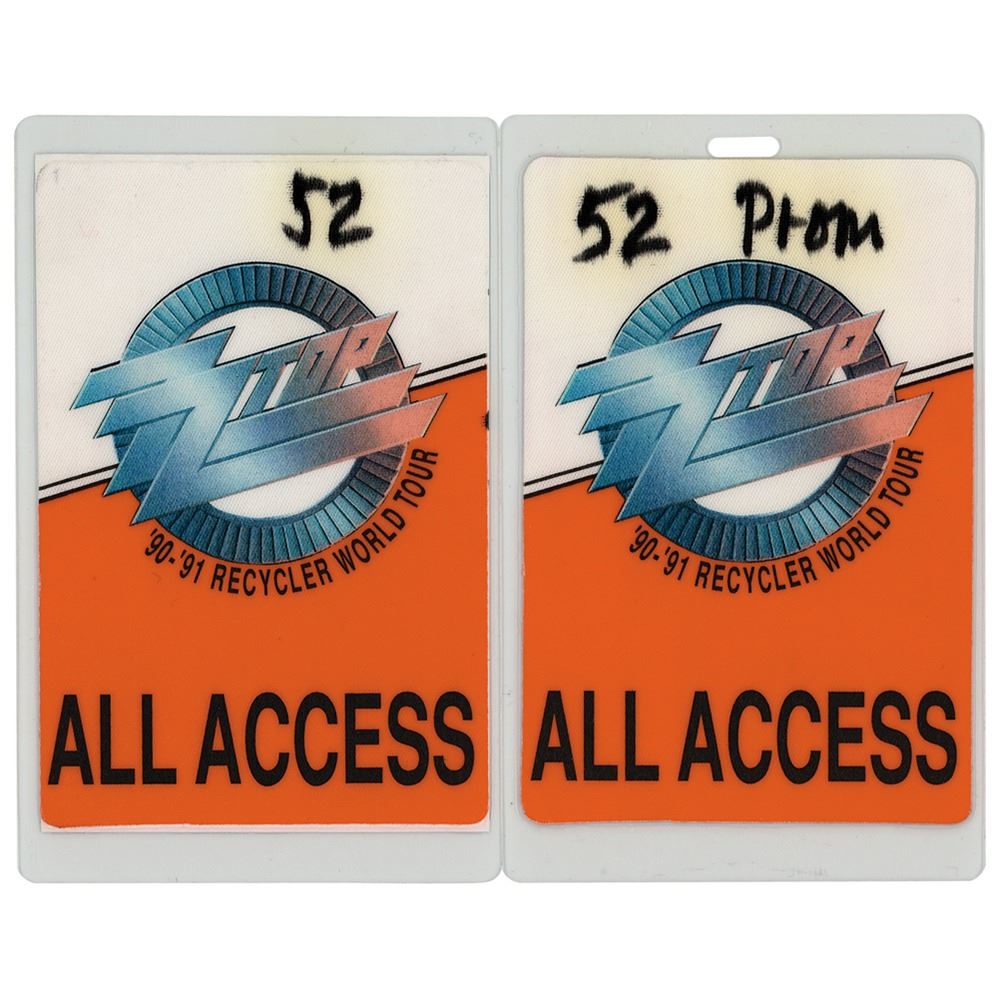 52
ZZ TOP
'90-'91 RECYCLER WORLD TOUR
ALL ACCESS
52 Prom
ZZ TOP
'90-'91 RECYCLER WORLD TOUR
ALL ACCESS